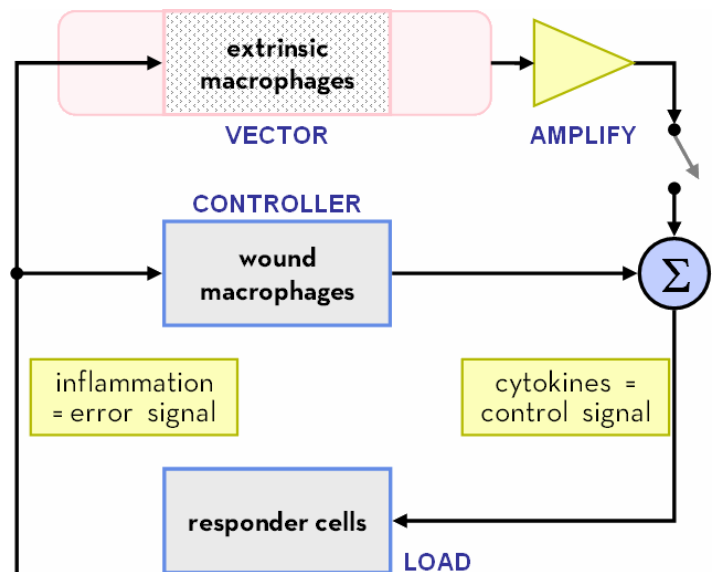 extrinsic
macrophages
VECTOR
AMPLIFY
CONTROLLER
wound
macrophages
Σ
inflammation
= error signal
cytokines =
control signal
responder cells
LOAD